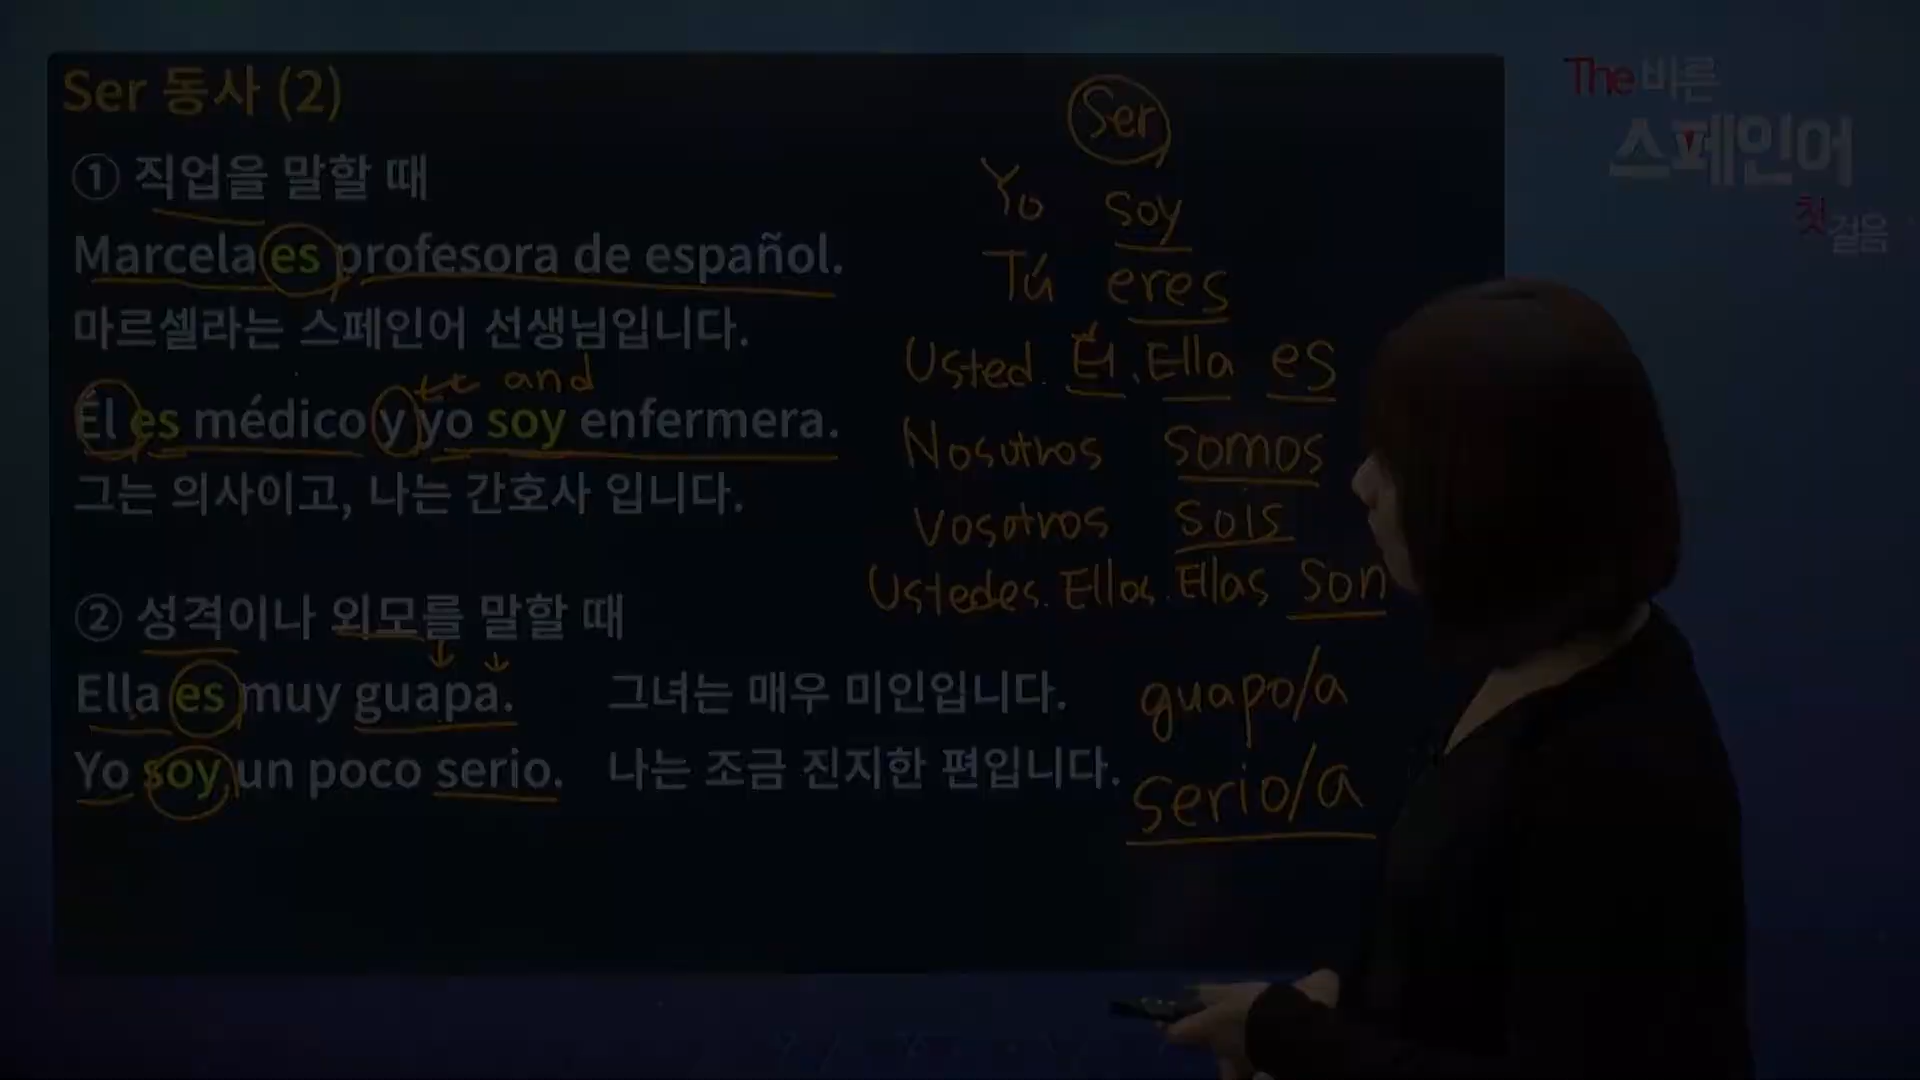 Ser 동사 (2)
① 직업을 말할 때
Marcela es profesora de español.
마르셀라는 스페인어 선생님입니다.
and
Él es médico y yo soy enfermera.
그는 의사이고, 나는 간호사 입니다.
② 성격이나 외모를 말할 때
Ella es muy guapa. 그녀는 매우 미인입니다.
Yo soy un poco serio. 나는 조금 진지한 편입니다.
Ser
Yo soy
Tú eres
Usted. Él. Ella es
Nosotros somos
Vosotros sois
Ustedes. Ellos. Ellas son
guapo/a
serio/a
The 바른
스페인어
첫걸음